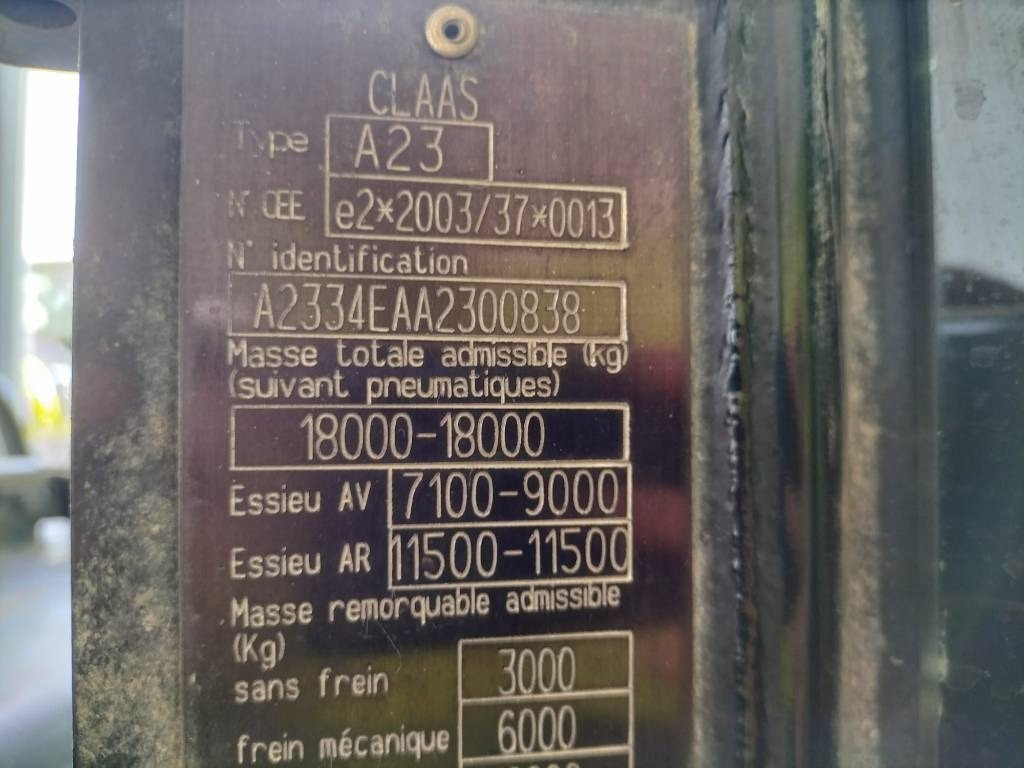 CLAAS
Type A23
N° CEE e2*2003/37*0013
N° identification
A2334EAA2300838
Masse totale admissible (kg)
(suivant pneumatiques)
18000-18000
Essieu AV 7100-9000
Essieu AR 11500-11500
Masse remorquable admissible
(Kg)
sans frein 3000
frein mécanique 6000